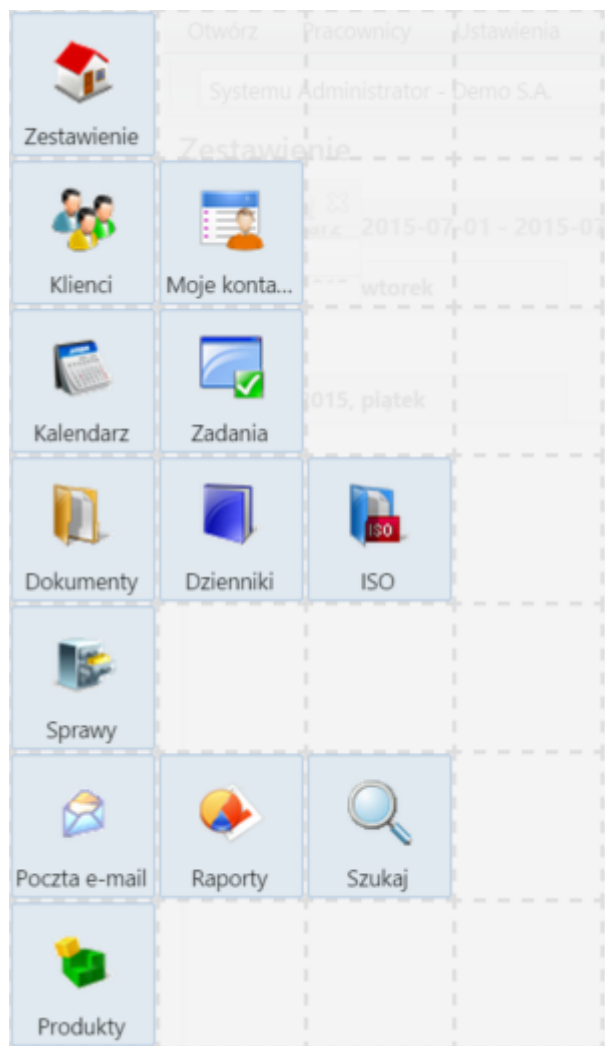 Otwórz Pracownicy Ustawienia
Systemu Administrator - Demo S.A.
Zestawienie
Zestawienie
2015-07-01 - 2015-07
Klienci Moje konta...
wtorek
Kalendarz Zadania
2015, piątek
Dokumenty Dzienniki ISO
ISO
Sprawy
Poczta e-mail Raporty Szukaj
Produkty